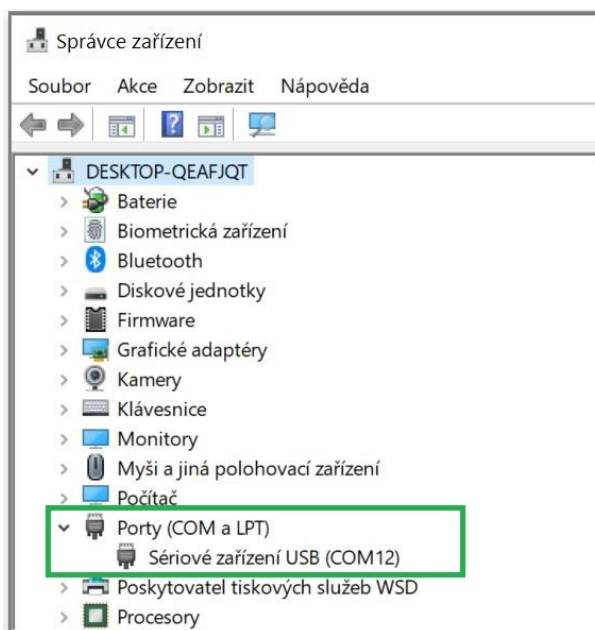 Správce zařízení
Soubor Akce Zobrazit Nápověda
DESKTOP-QEAFJQT
Baterie
Biometrická zařízení
Bluetooth
Diskové jednotky
Firmware
Grafické adaptéry
Kamery
Klávesnice
Monitory
Myši a jiná polohovací zařízení
Počítač
Porty (COM a LPT)
Sériové zařízení USB (COM12)
Poskytovatel tiskových služeb WSD
Procesory